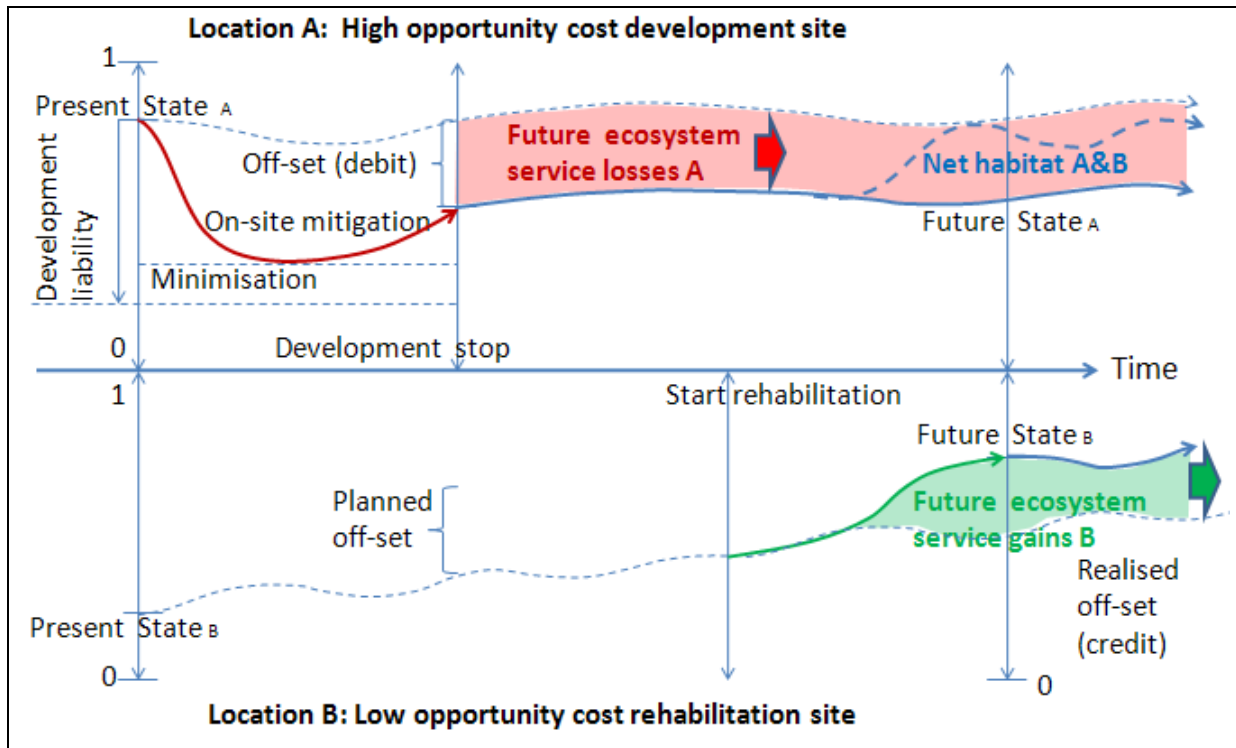 Location A: High opportunity cost development site
1
Present State A
Development
liability
Off-set (debit)
Future ecosystem
service losses A
Net habitat A&B
On-site mitigation
Future State A
Minimisation
0
Development stop
Time
1
Start rehabilitation
Future State B
Planned
off-set
Future ecosystem
service gains B
Realised
off-set
(credit)
Present State B
0
0
Location B: Low opportunity cost rehabilitation site